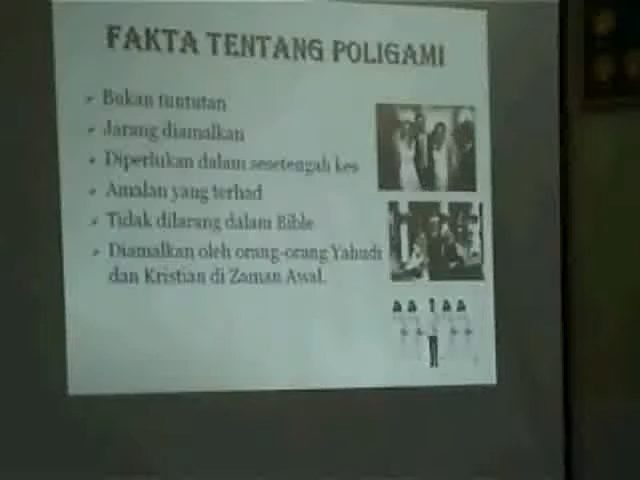 FAKTA TENTANG POLIGAMI
Bukan tuntutan
Jarang diamalkan
Diperlukan dalam sesetengah kes
Amalan yang terhad
Tidak dilarang dalam Bible
Diamalkan oleh orang-orang Yahudi
dan Kristian di Zaman Awal.